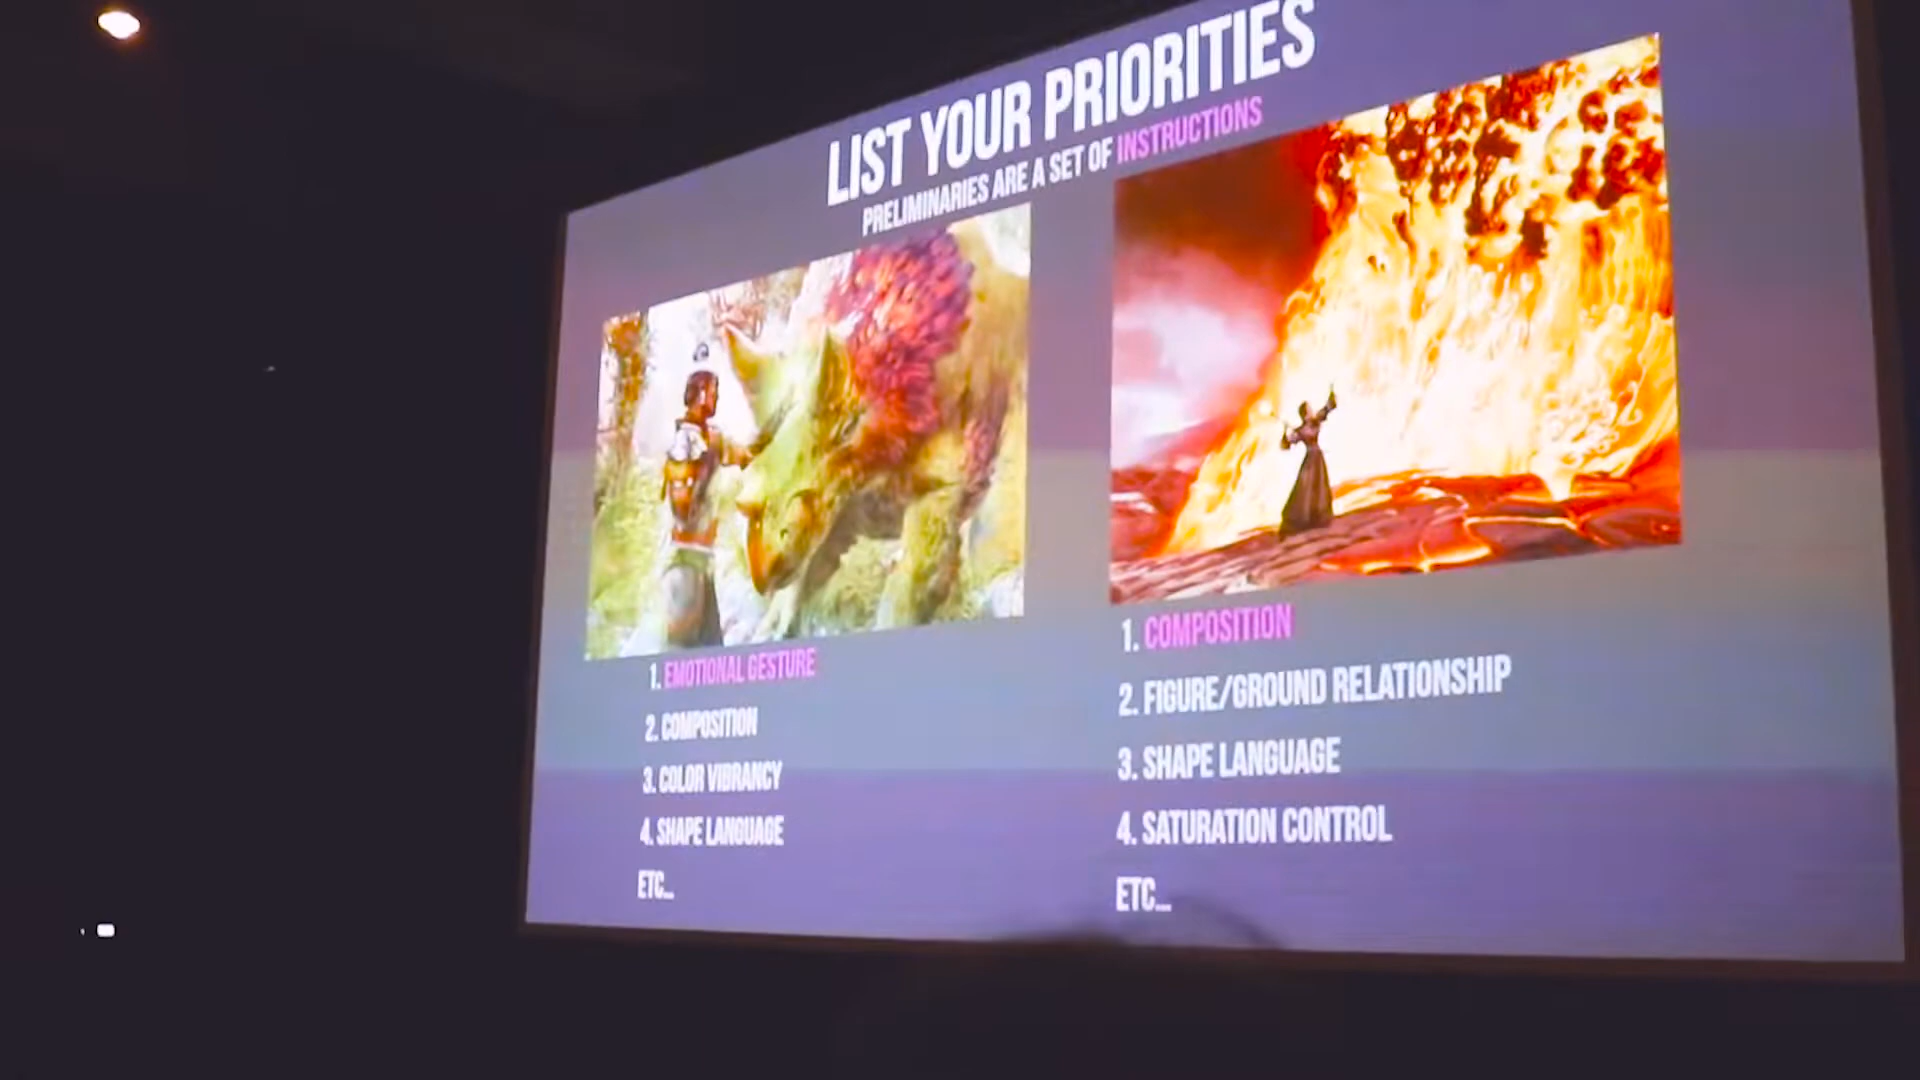 LIST YOUR PRIORITIES
PRELIMINARIES ARE A SET OF INSTRUCTIONS
1. EMOTIONAL GESTURE
2. COMPOSITION
3. COLOR VIBRANCY
4. SHAPE LANGUAGE
ETC...
1. COMPOSITION
2. FIGURE/GROUND RELATIONSHIP
3. SHAPE LANGUAGE
4. SATURATION CONTROL
ETC...